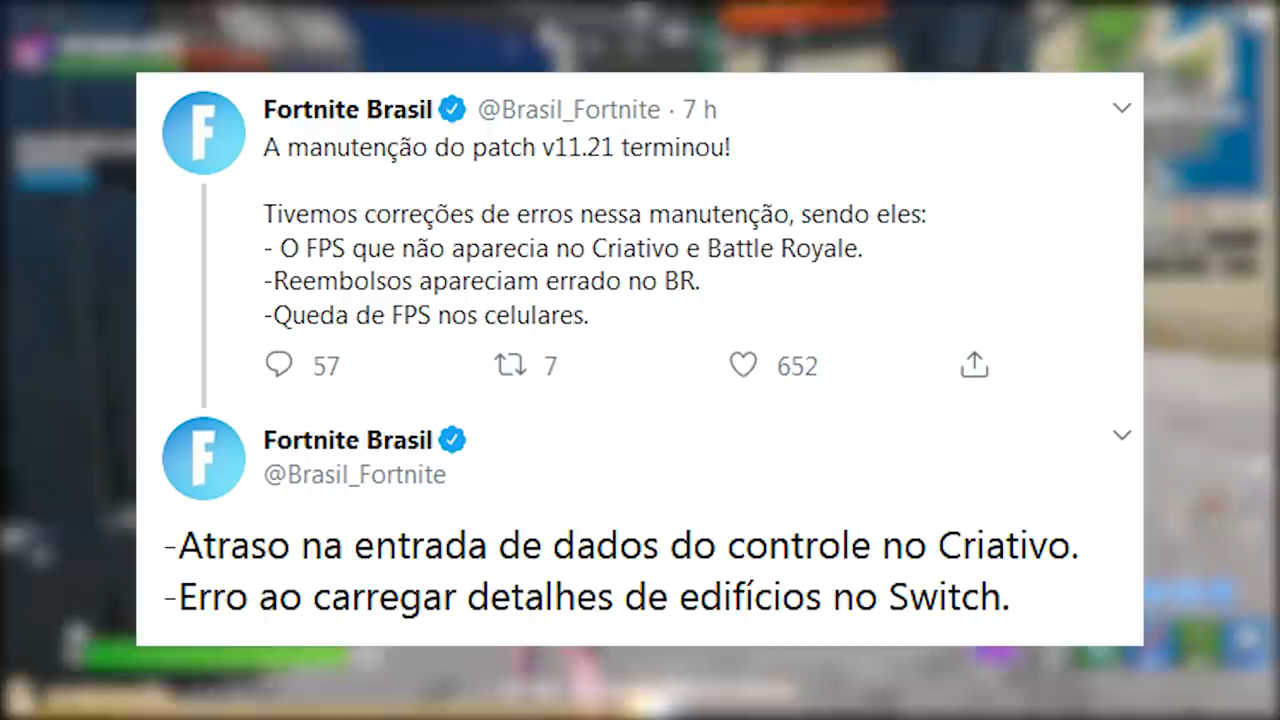 Fortnite Brasil @Brasil_Fortnite · 7 h
A manutenção do patch v11.21 terminou!
Tivemos correções de erros nessa manutenção, sendo eles:
- O FPS que não aparecia no Criativo e Battle Royale.
-Reembolsos apareciam errado no BR.
-Queda de FPS nos celulares.
57 7 652
Fortnite Brasil
@Brasil_Fortnite
-Atraso na entrada de dados do controle no Criativo.
-Erro ao carregar detalhes de edifícios no Switch.